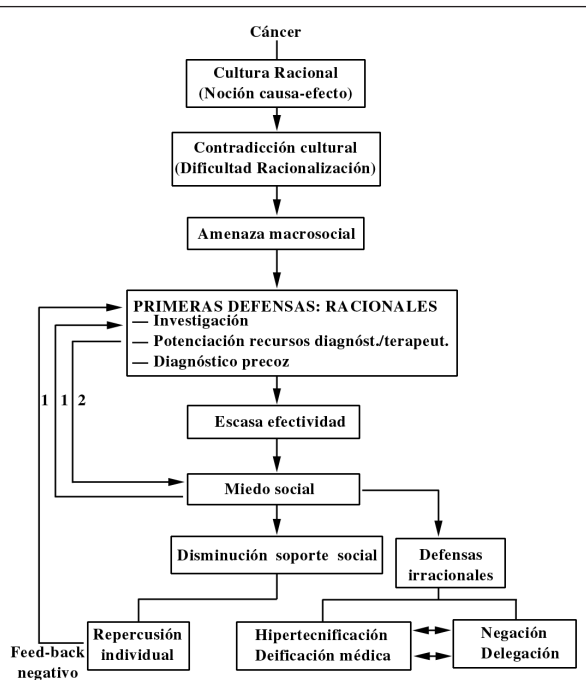 Cáncer
Cultura Racional
(Noción causa-efecto)
Contradicción cultural
(Dificultad Racionalización)
Amenaza macrosocial
PRIMERAS DEFENSAS: RACIONALES
— Investigación
— Potenciación recursos diagnóst./terapeut.
— Diagnóstico precoz
1 1 2
Escasa efectividad
Miedo social
Disminución soporte social
Defensas
irracionales
Repercusión
individual
Hipertecnificación
Deificación médica
Negación
Delegación
Feed-back
negativo